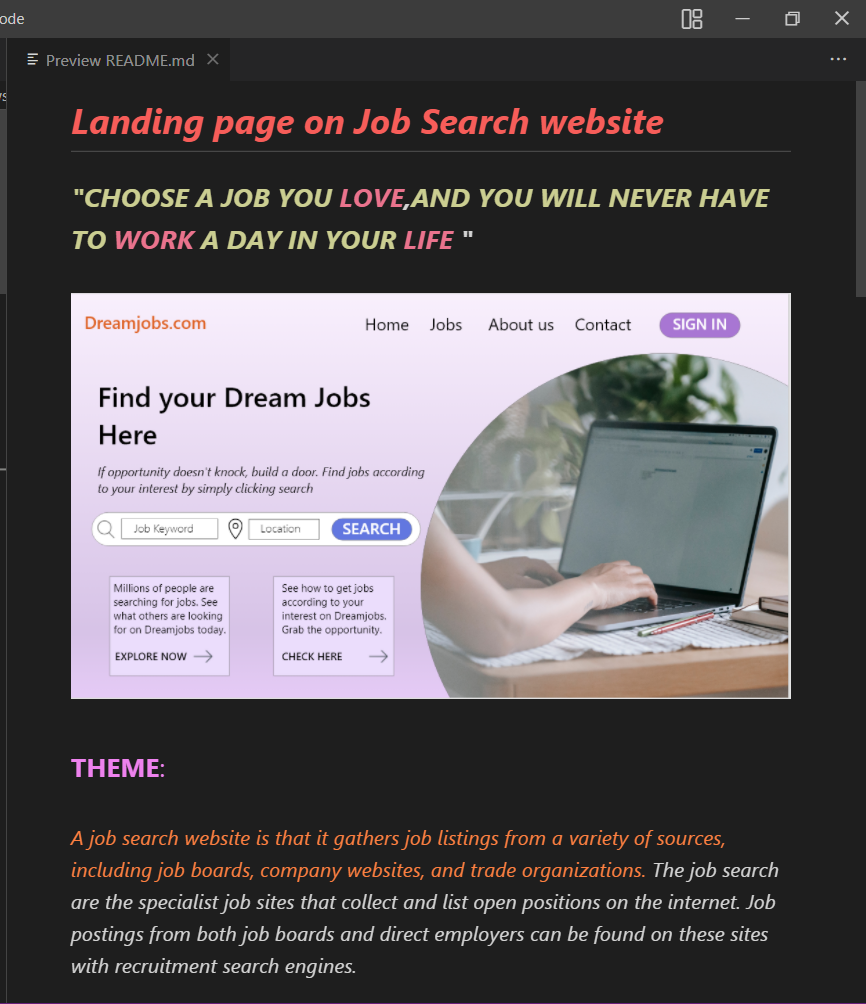 ode
Preview README.md
Landing page on Job Search website
"CHOOSE A JOB YOU LOVE,AND YOU WILL NEVER HAVE
TO WORK A DAY IN YOUR LIFE "
Dreamjobs.com
Home Jobs About us Contact SIGN IN
Find your Dream Jobs
Here
If opportunity doesn't knock, build a door. Find jobs according
to your interest by simply clicking search
Job Keyword Location SEARCH
Millions of people are
searching for jobs. See
what others are looking
for on Dreamjobs today.
EXPLORE NOW
See how to get jobs
according to your
interest on Dreamjobs.
Grab the opportunity.
CHECK HERE
THEME:
A job search website is that it gathers job listings from a variety of sources,
including job boards, company websites, and trade organizations. The job search
are the specialist job sites that collect and list open positions on the internet. Job
postings from both job boards and direct employers can be found on these sites
with recruitment search engines.